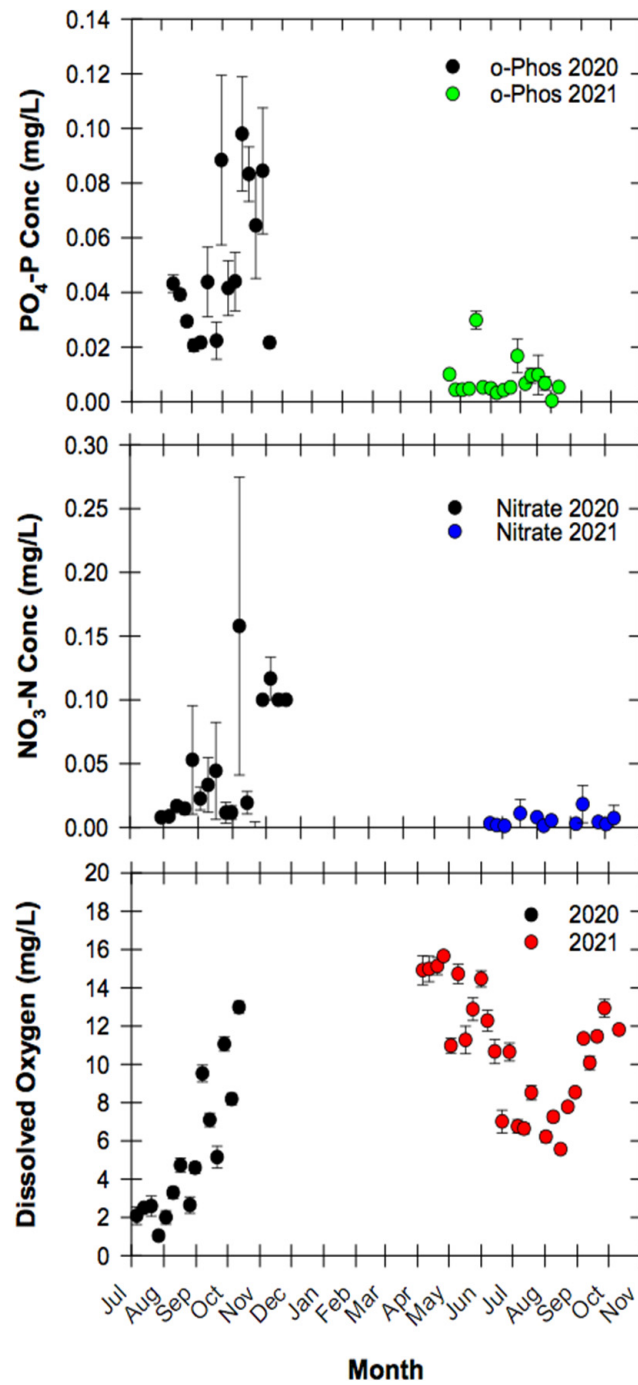 0.14
0.12
0.10
0.08
0.06
0.04
0.02
0.00
PO4-P Conc (mg/L)
o-Phos 2020
o-Phos 2021
0.30
0.25
0.20
0.15
0.10
0.05
0.00
NO3-N Conc (mg/L)
Nitrate 2020
Nitrate 2021
20
18
16
14
12
10
8
6
4
2
0
Dissolved Oxygen (mg/L)
2020
2021
Jul
Aug
Sep
Oct
Nov
Dec
Jan
Feb
Mar
Apr
May
Jun
Jul
Aug
Sep
Oct
Nov
Month